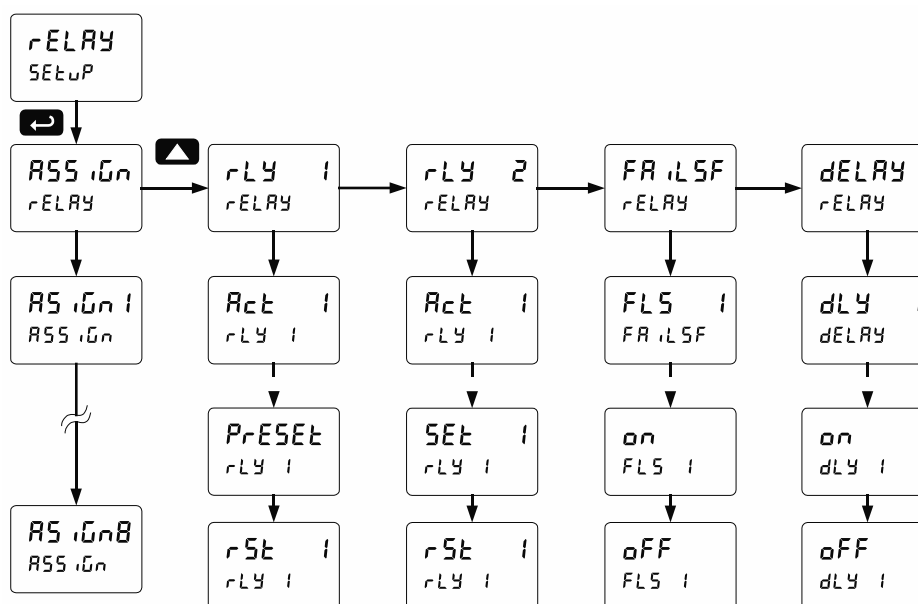 rELAY
SEtuP
ASSiGn
rELAY
rLY 1
rELAY
rLY 2
rELAY
FAiLSF
rELAY
dELAY
rELAY
ASiGn1
ASSiGn
Act 1
rLY 1
Act 1
rLY 1
FLS 1
FAiLSF
dLY 1
dELAY
PrESEt
rLY 1
SEt 1
rLY 1
on
FLS 1
on
dLY 1
ASiGn8
ASSiGn
rSt 1
rLY 1
rSt 1
rLY 1
oFF
FLS 1
oFF
dLY 1